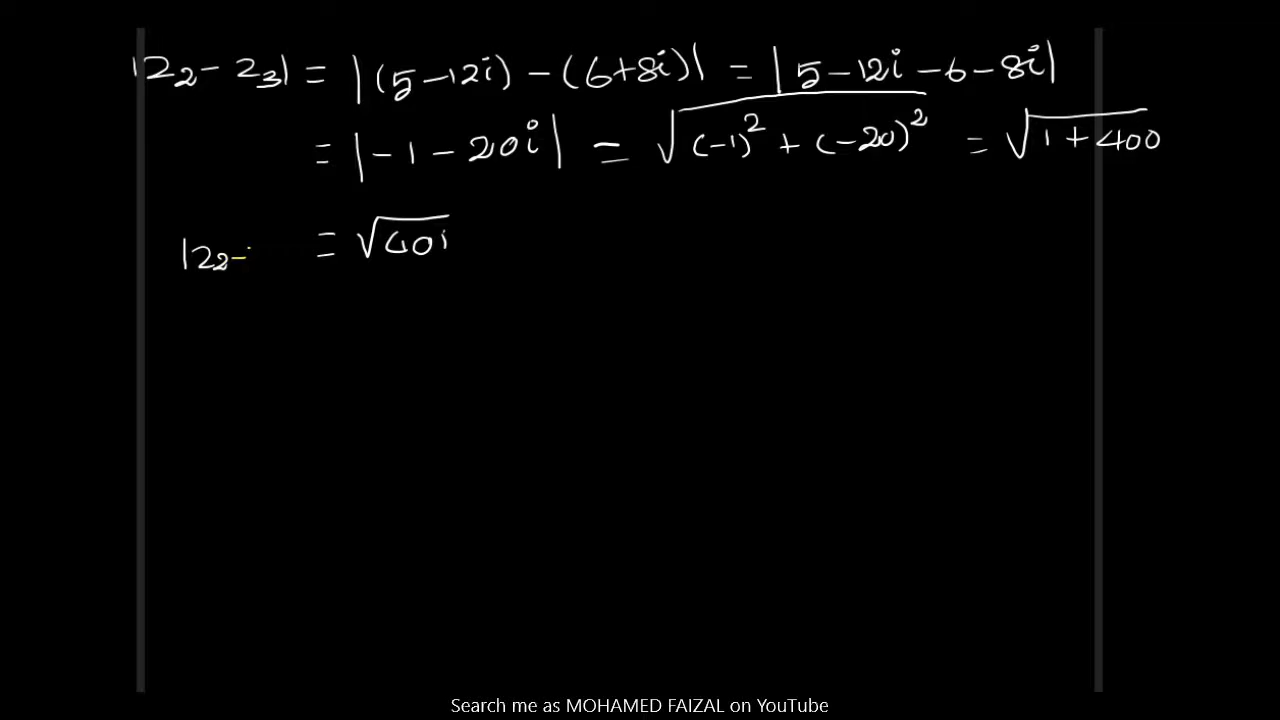 |z₂ - z₃| = |(5-12i) - (6+8i)| = |5-12i-6-8i|
= |-1-20i| = √((-1)² + (-20)²) = √(1+400)
|z₂- = √401
Search me as MOHAMED FAIZAL on YouTube